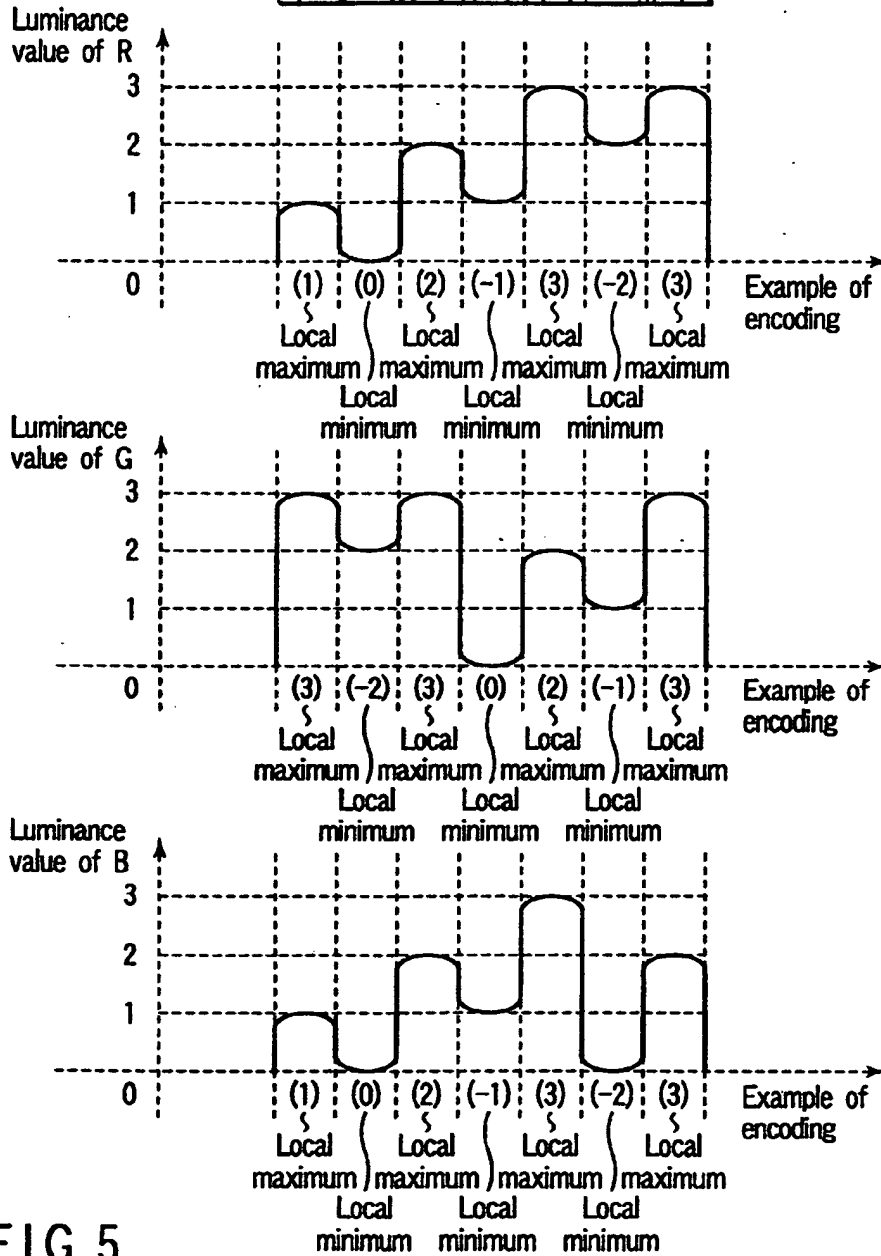 Luminance
value of R
3
2
1
0
(1) (0) (2) (-1) (3) (-2) (3)
Example of
encoding
Local Local Local Local
maximum maximum maximum maximum
Local Local Local
minimum minimum minimum
Luminance
value of G
3
2
1
0
(3) (-2) (3) (0) (2) (-1) (3)
Example of
encoding
Local Local Local Local
maximum maximum maximum maximum
Local Local Local
minimum minimum minimum
Luminance
value of B
3
2
1
0
(1) (0) (2) (-1) (3) (-2) (3)
Example of
encoding
Local Local Local Local
maximum maximum maximum maximum
Local Local Local
minimum minimum minimum
FIG. 5